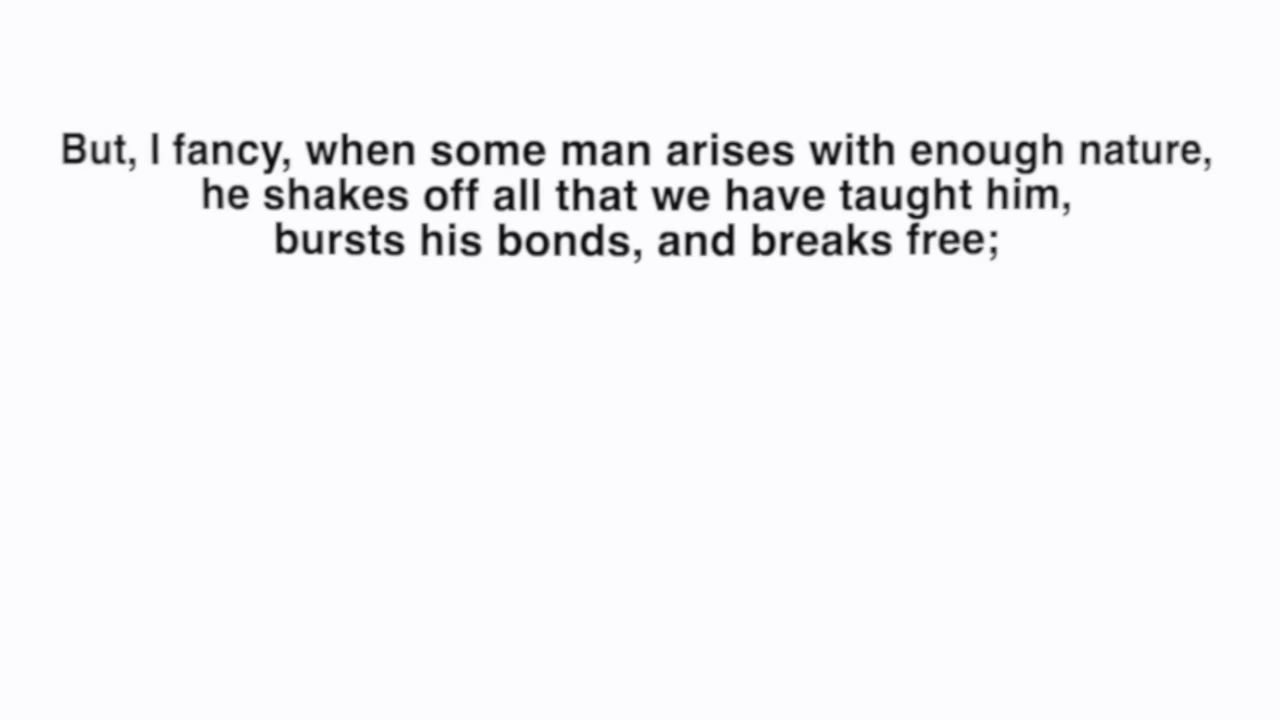 But, I fancy, when some man arises with enough nature,
he shakes off all that we have taught him,
bursts his bonds, and breaks free;